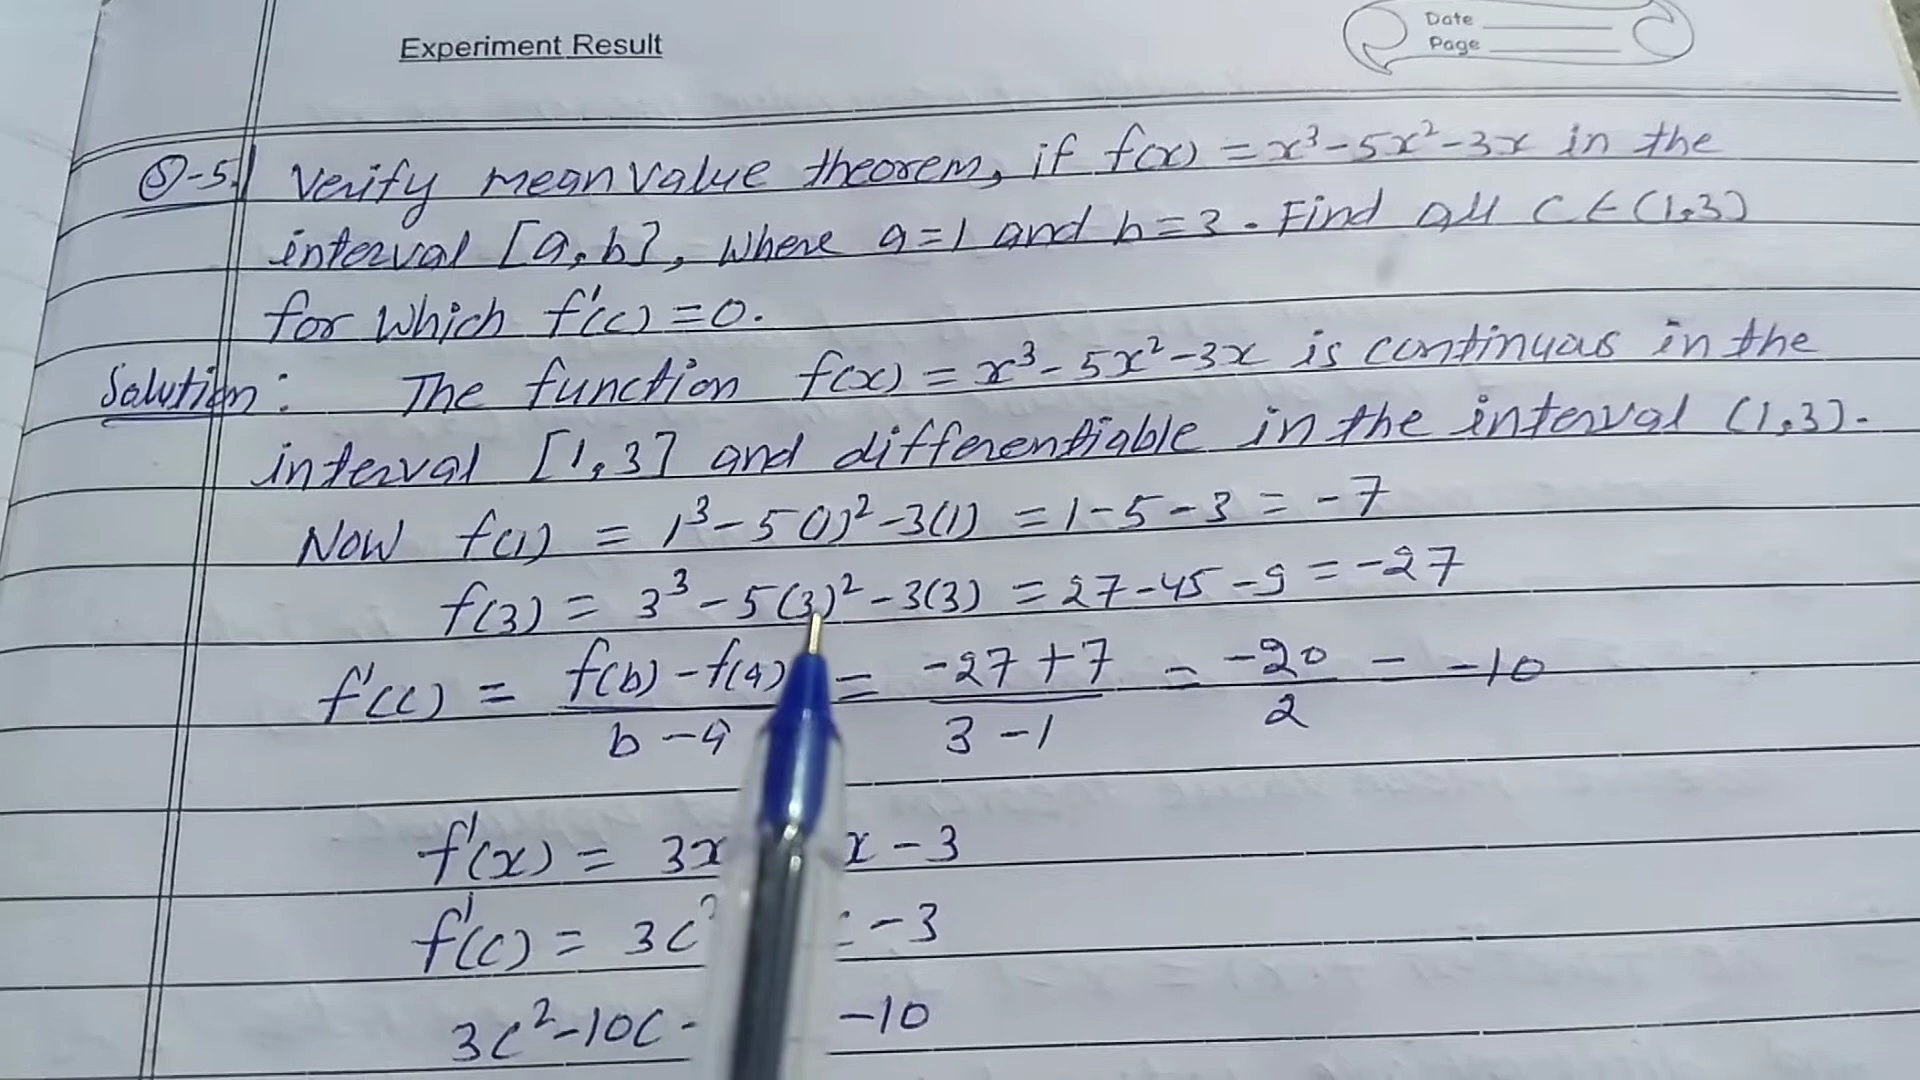 Experiment Result
Date
Page
Q-5. Verify mean value theorem, if f(x) = x³-5x²-3x in the
interval [a,b], where a=1 and b=3. Find all C ∈ (1,3)
for which f'(c) = 0.
Solution: The function f(x) = x³-5x²-3x is continuous in the
interval [1,3] and differentiable in the interval (1,3).
Now f(1) = 1³-5(1)²-3(1) = 1-5-3 = -7
f(3) = 3³-5(3)²-3(3) = 27-45-9 = -27
f'(c) = f(b)-f(a) / b-a = -27+7 / 3-1 = -20 / 2 = -10
f'(x) = 3x x-3
f'(c) = 3c² -3
3c²-10c- -10